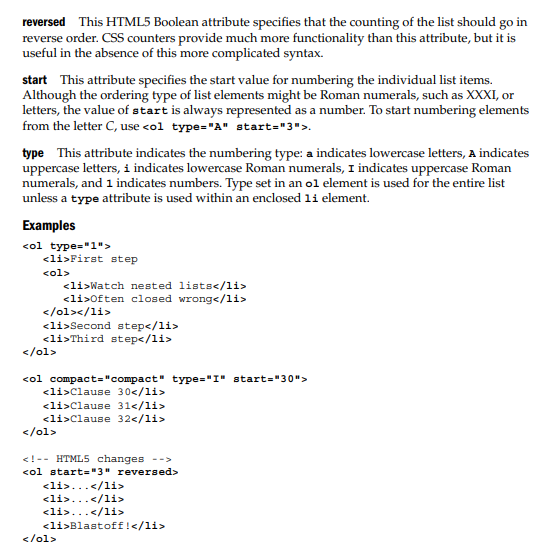 reversed This HTML5 Boolean attribute specifies that the counting of the list should go in
reverse order. CSS counters provide much more functionality than this attribute, but it is
useful in the absence of this more complicated syntax.
start This attribute specifies the start value for numbering the individual list items.
Although the ordering type of list elements might be Roman numerals, such as XXXI, or
letters, the value of start is always represented as a number. To start numbering elements
from the letter C, use <ol type="A" start="3">.
type This attribute indicates the numbering type: a indicates lowercase letters, A indicates
uppercase letters, i indicates lowercase Roman numerals, I indicates uppercase Roman
numerals, and 1 indicates numbers. Type set in an ol element is used for the entire list
unless a type attribute is used within an enclosed li element.
Examples
<ol type="1">
<li>First step
<ol>
<li>Watch nested lists</li>
<li>Often closed wrong</li>
</ol></li>
<li>Second step</li>
<li>Third step</li>
</ol>
<ol compact="compact" type="I" start="30">
<li>Clause 30</li>
<li>Clause 31</li>
<li>Clause 32</li>
</ol>
<!-- HTML5 changes -->
<ol start="3" reversed>
<li>...</li>
<li>...</li>
<li>...</li>
<li>Blastoff!</li>
</ol>